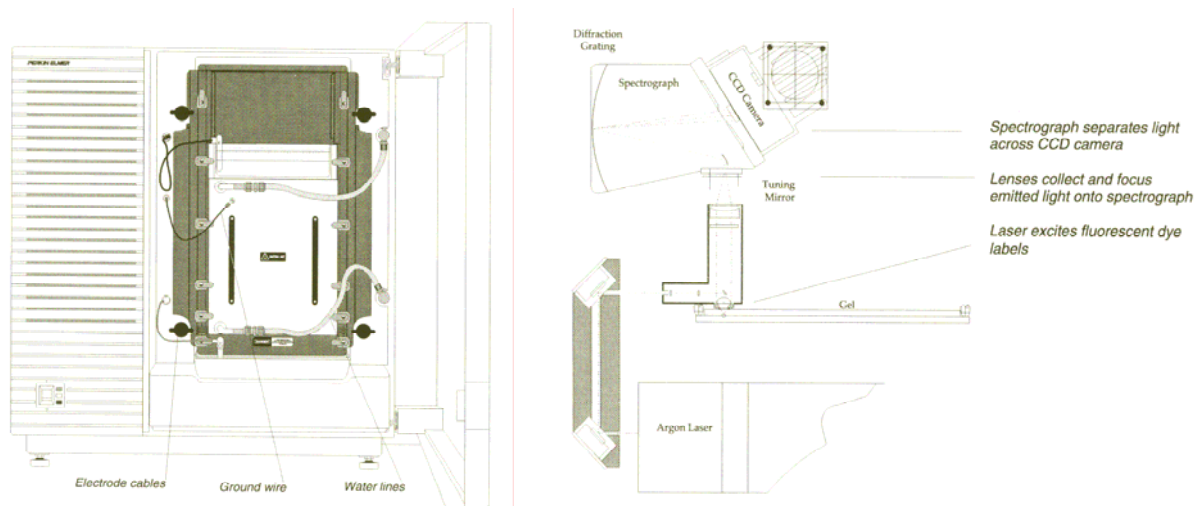 PERKIN ELMER
Electrode cables
Ground wire
Water lines
Diffraction
Grating
Spectrograph
CCD Camera
Tuning
Mirror
Gel
Argon Laser
Spectrograph separates light
across CCD camera
Lenses collect and focus
emitted light onto spectrograph
Laser excites fluorescent dye
labels